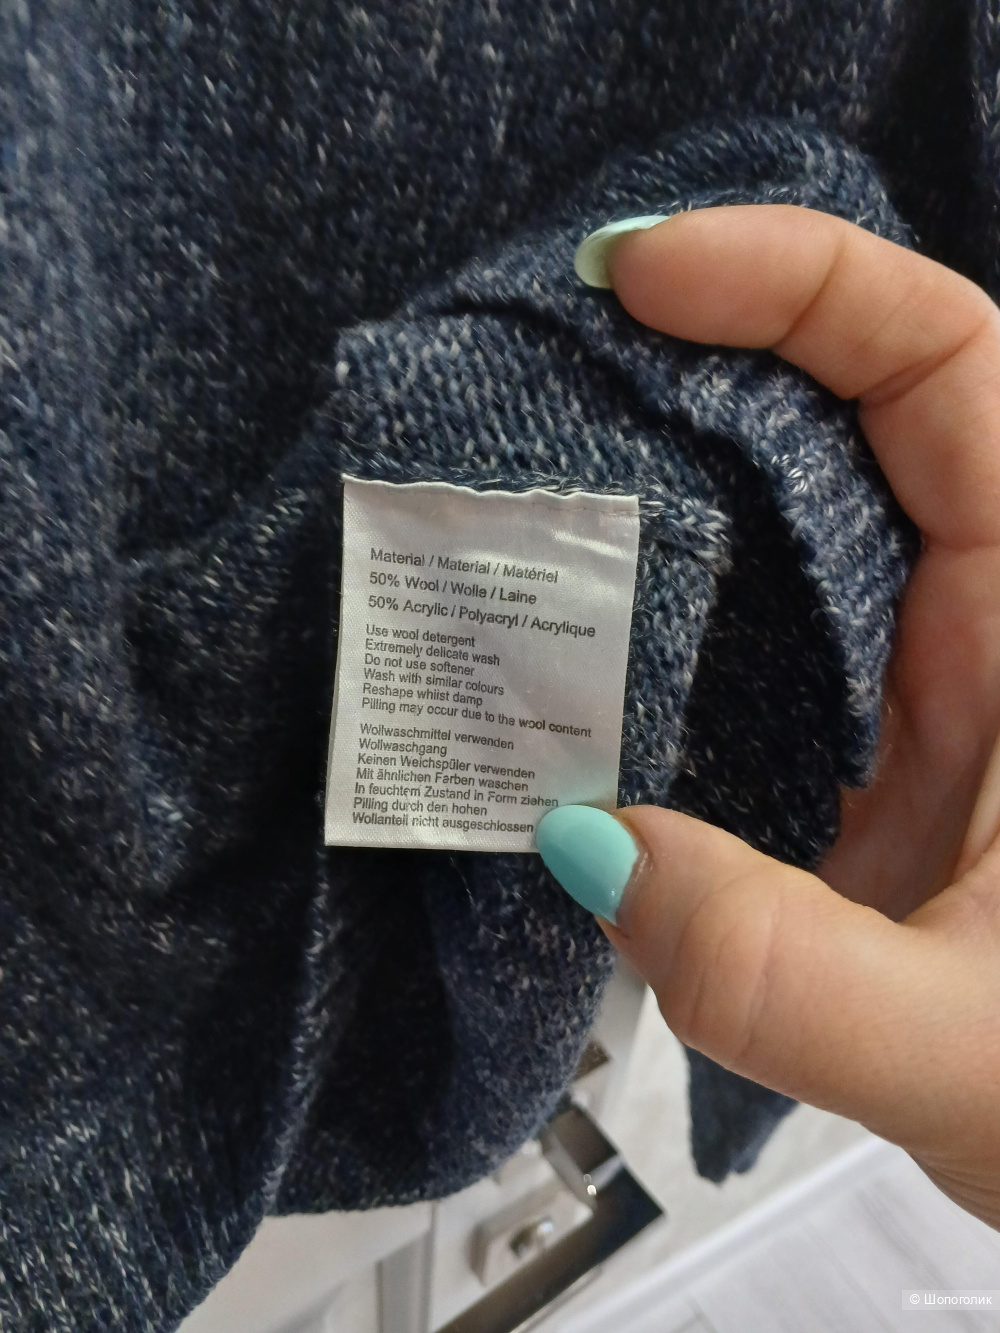 Material / Material / Matériel
50% Wool / Wolle / Laine
50% Acrylic / Polyacryl / Acrylique
Use wool detergent
Extremely delicate wash
Do not use softener
Wash with similar colours
Reshape whilst damp
Pilling may occur due to the wool content
Wollwaschmittel verwenden
Wollwaschgang
Keinen Weichspüler verwenden
Mit ähnlichen Farben waschen
In feuchtem Zustand in Form ziehen
Pilling durch den hohen
Wollanteil nicht ausgeschlossen
© Шопоголик